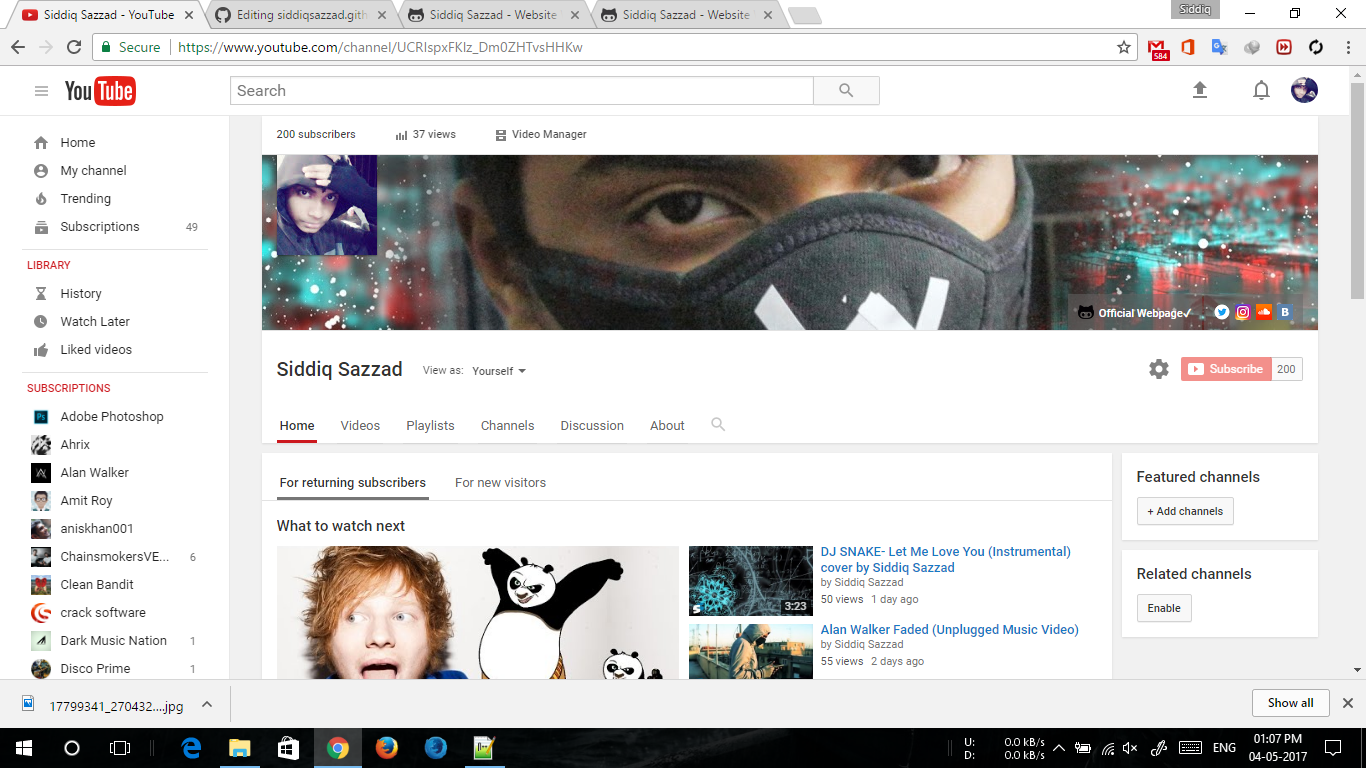 Siddiq Sazzad - YouTube
Editing siddiqsazzad.gith
Siddiq Sazzad - Website
Siddiq Sazzad - Website
Siddiq
Secure
https://www.youtube.com/channel/UCRIspxFKIz_Dm0ZHTvsHHKw
584
YouTube
Search
Home
My channel
Trending
Subscriptions 49
LIBRARY
History
Watch Later
Liked videos
SUBSCRIPTIONS
Adobe Photoshop
Ahrix
Alan Walker
Amit Roy
aniskhan001
ChainsmokersVE... 6
Clean Bandit
crack software
Dark Music Nation 1
Disco Prime 1
200 subscribers 37 views Video Manager
Official Webpage✓
Siddiq Sazzad View as: Yourself
Subscribe 200
Home Videos Playlists Channels Discussion About
For returning subscribers For new visitors
What to watch next
3:23
DJ SNAKE- Let Me Love You (Instrumental)
cover by Siddiq Sazzad
by Siddiq Sazzad
50 views 1 day ago
Alan Walker Faded (Unplugged Music Video)
by Siddiq Sazzad
55 views 2 days ago
Featured channels
+ Add channels
Related channels
Enable
17799341_270432....jpg
Show all
U: 0.0 kB/s
D: 0.0 kB/s
ENG
01:07 PM
04-05-2017